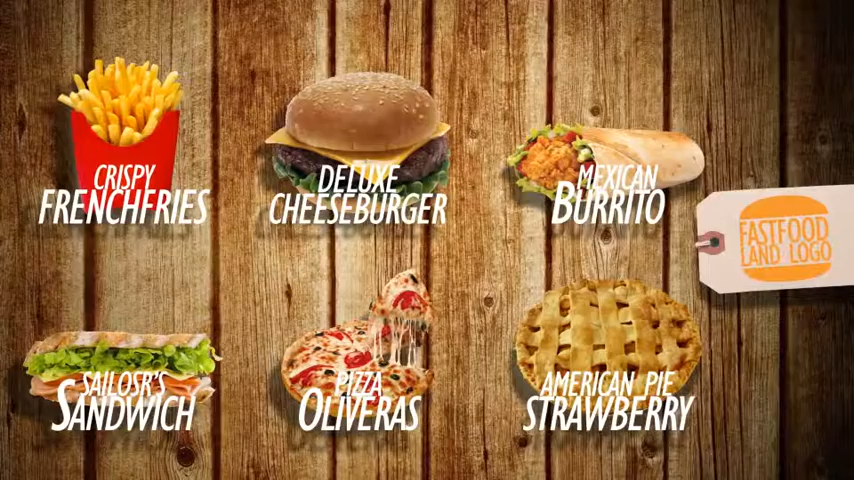 CRISPY
FRENCHFRIES
DELUXE
CHEESEBURGER
MEXICAN
BURRITO
FASTFOOD
LAND LOGO
SAILOSR'S
SANDWICH
PIZZA
OLIVERAS
AMERICAN PIE
STRAWBERRY